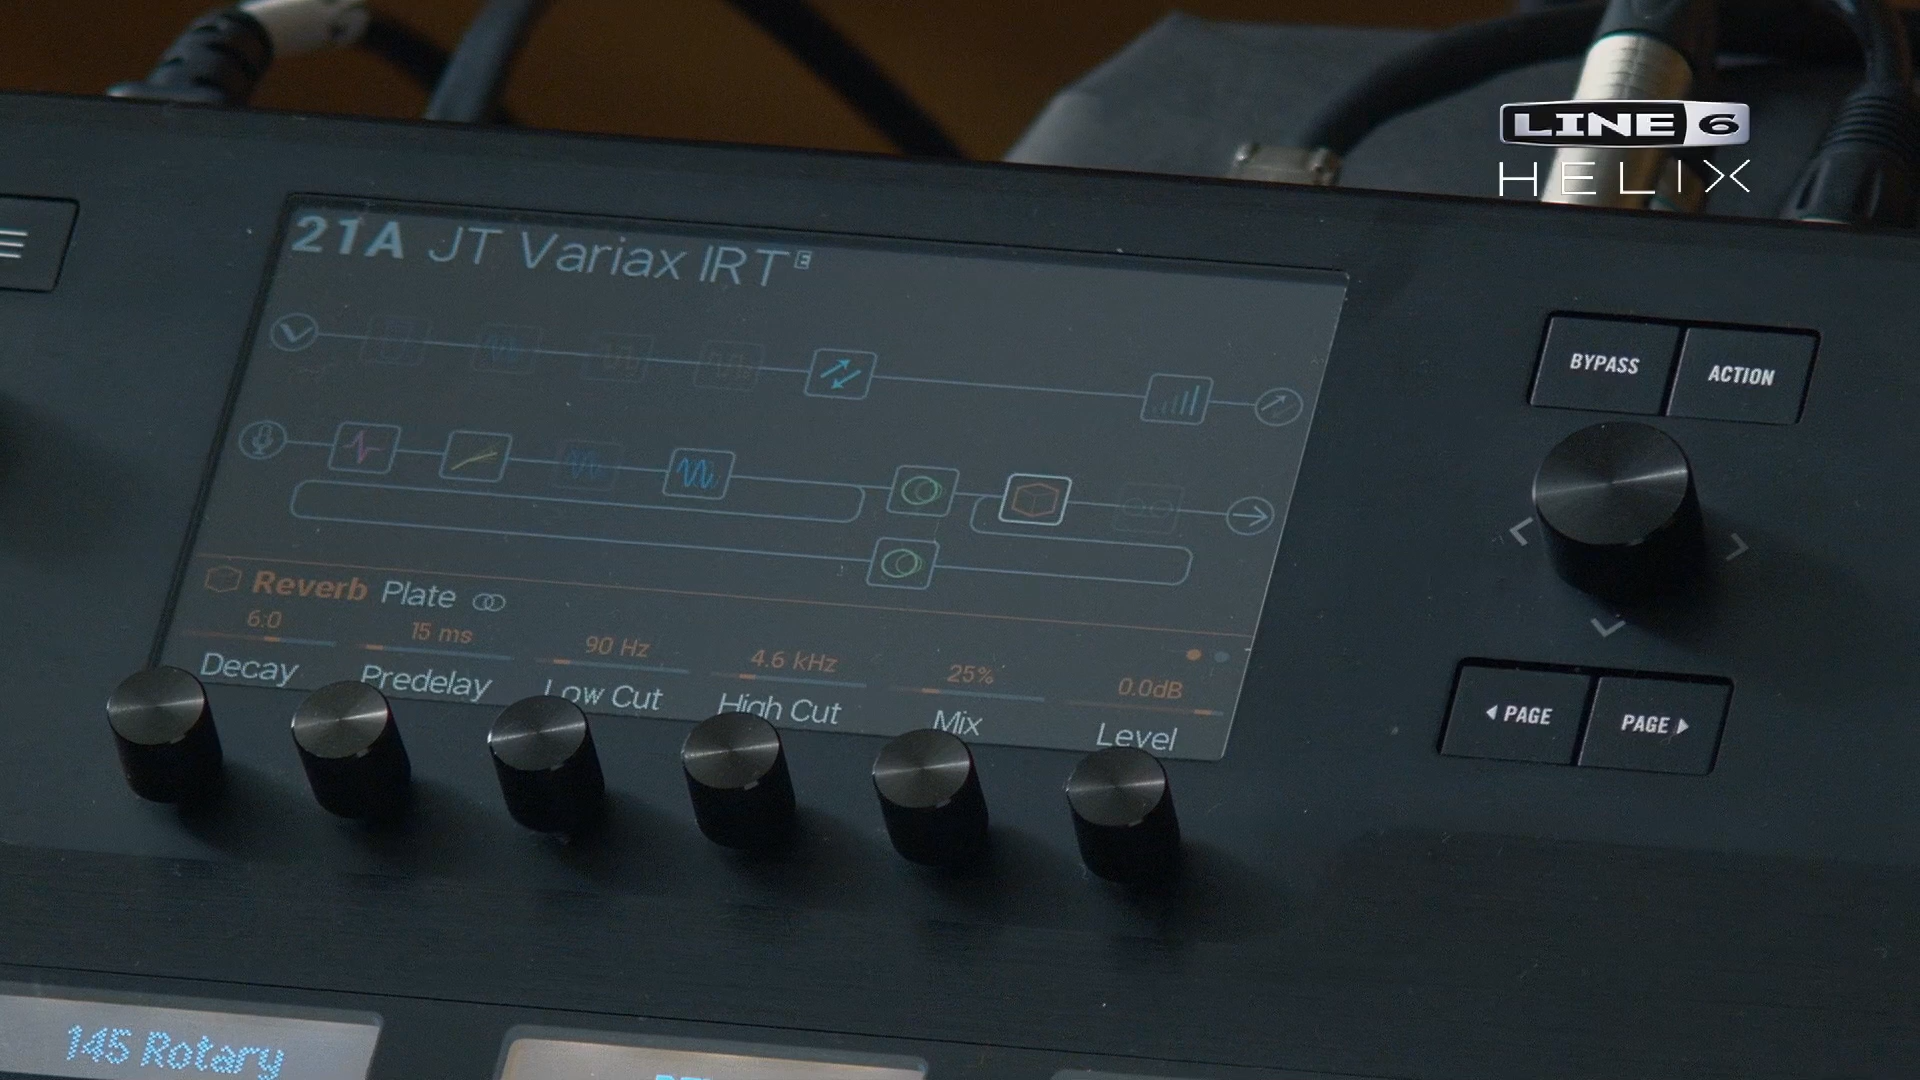 LINE 6
HELIX
21A JT Variax IRT E
BYPASS
ACTION
Reverb Plate
6:0
15 ms
90 Hz
4.6 kHz
25%
0.0dB
Decay
Predelay
Low Cut
High Cut
Mix
Level
PAGE
PAGE
145 Rotary